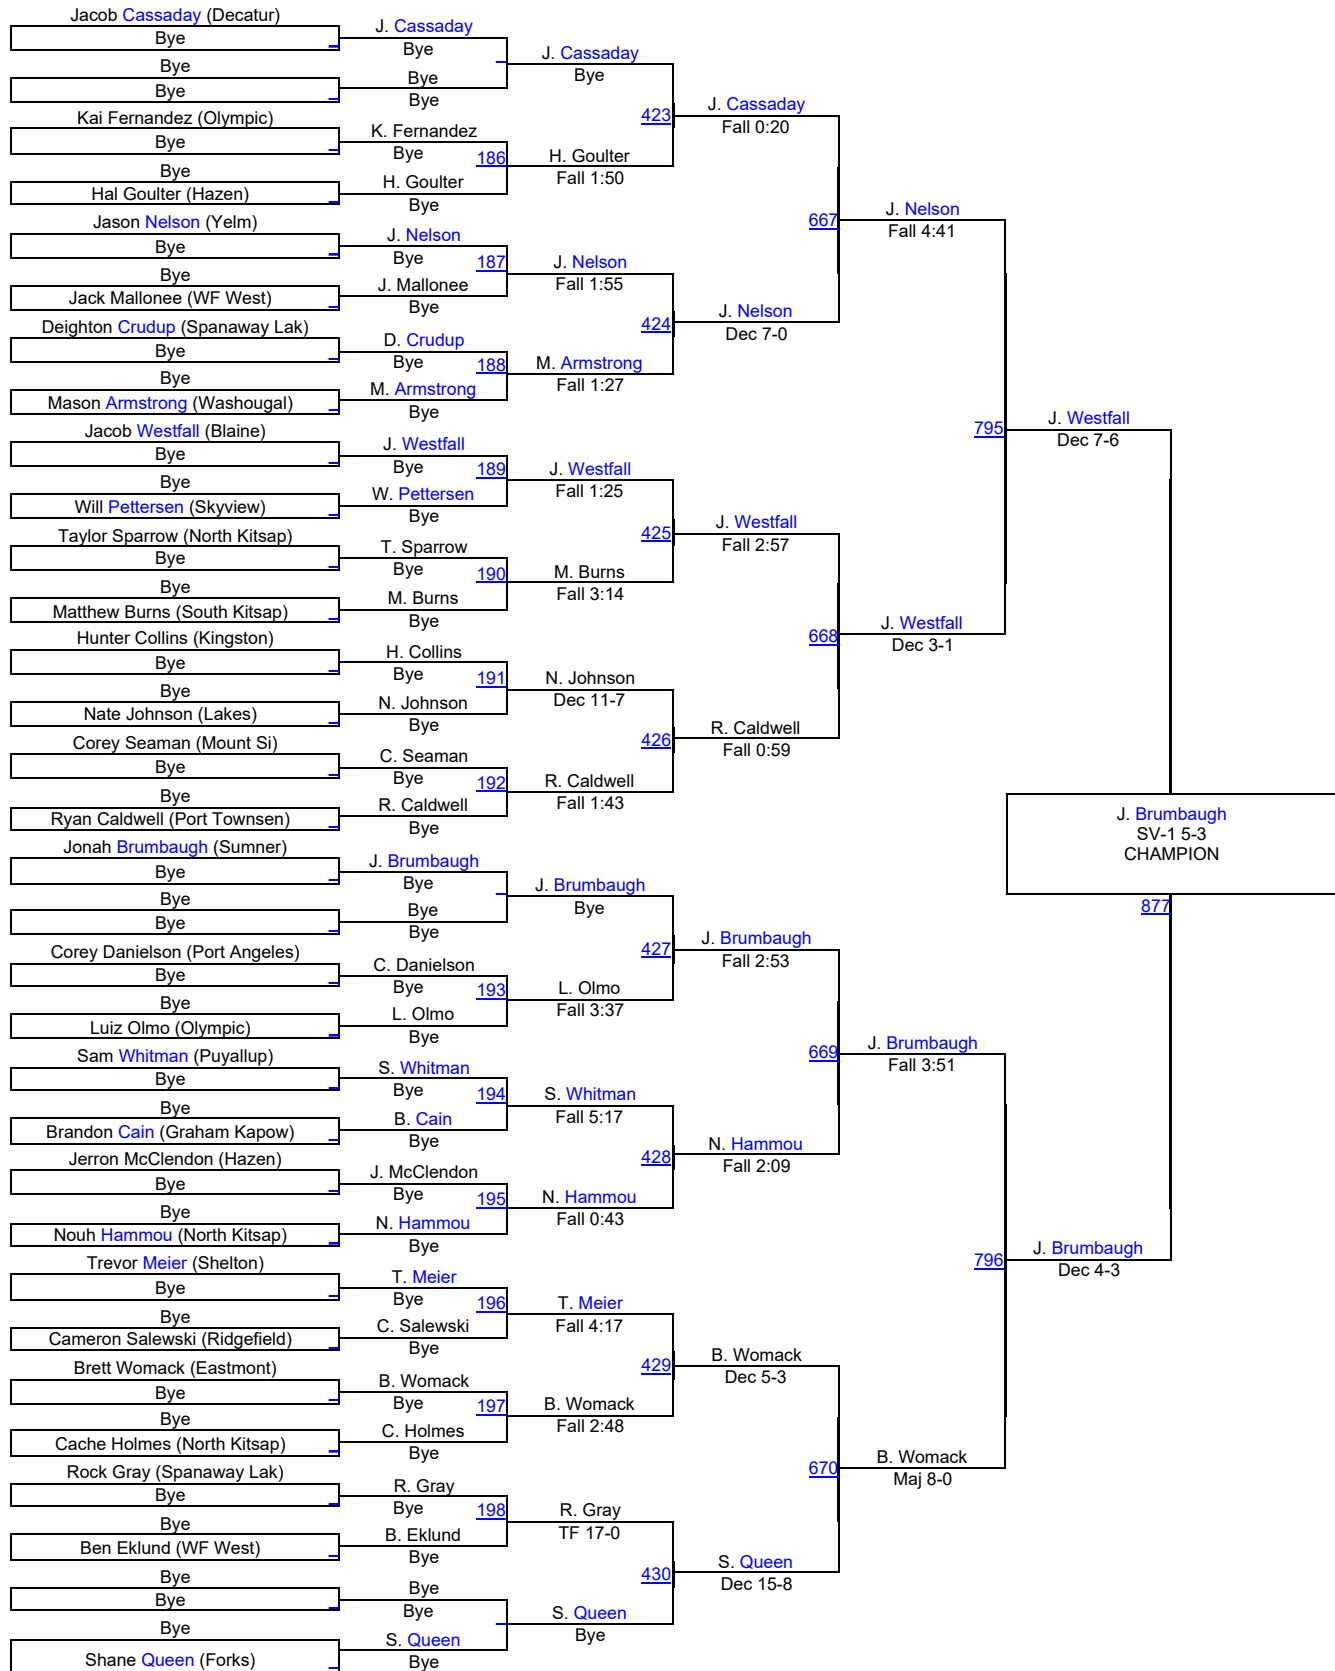 Jacob Cassaday (Decatur)
Bye
Bye
Bye
Kai Fernandez (Olympic)
Bye
Bye
Hal Goulter (Hazen)
Jason Nelson (Yelm)
Bye
Bye
Jack Mallonee (WF West)
Deighton Crudup (Spanaway Lak)
Bye
Bye
Mason Armstrong (Washougal)
Jacob Westfall (Blaine)
Bye
Bye
Will Pettersen (Skyview)
Taylor Sparrow (North Kitsap)
Bye
Bye
Matthew Burns (South Kitsap)
Hunter Collins (Kingston)
Bye
Bye
Nate Johnson (Lakes)
Corey Seaman (Mount Si)
Bye
Bye
Ryan Caldwell (Port Townsen)
Jonah Brumbaugh (Sumner)
Bye
Bye
Bye
Corey Danielson (Port Angeles)
Bye
Bye
Luiz Olmo (Olympic)
Sam Whitman (Puyallup)
Bye
Bye
Brandon Cain (Graham Kapow)
Jerron McClendon (Hazen)
Bye
Bye
Nouh Hammou (North Kitsap)
Trevor Meier (Shelton)
Bye
Bye
Cameron Salewski (Ridgefield)
Brett Womack (Eastmont)
Bye
Bye
Cache Holmes (North Kitsap)
Rock Gray (Spanaway Lak)
Bye
Bye
Ben Eklund (WF West)
Bye
Bye
Bye
Shane Queen (Forks)
J. Cassaday
Bye
Bye
Bye
K. Fernandez
Bye
186
H. Goulter
Bye
J. Nelson
Bye
187
J. Mallonee
Bye
D. Crudup
Bye
188
M. Armstrong
Bye
J. Westfall
Bye
189
W. Pettersen
Bye
T. Sparrow
Bye
190
M. Burns
Bye
H. Collins
Bye
191
N. Johnson
Bye
C. Seaman
Bye
192
R. Caldwell
Bye
J. Brumbaugh
Bye
Bye
Bye
C. Danielson
Bye
193
L. Olmo
Bye
S. Whitman
Bye
194
B. Cain
Bye
J. McClendon
Bye
195
N. Hammou
Bye
T. Meier
Bye
196
C. Salewski
Bye
B. Womack
Bye
197
C. Holmes
Bye
R. Gray
Bye
198
B. Eklund
Bye
Bye
Bye
S. Queen
Bye
J. Cassaday
Bye
423
H. Goulter
Fall 1:50
J. Nelson
Fall 1:55
424
M. Armstrong
Fall 1:27
J. Westfall
Fall 1:25
425
M. Burns
Fall 3:14
N. Johnson
Dec 11-7
426
R. Caldwell
Fall 1:43
J. Brumbaugh
Bye
427
L. Olmo
Fall 3:37
S. Whitman
Fall 5:17
428
N. Hammou
Fall 0:43
T. Meier
Fall 4:17
429
B. Womack
Fall 2:48
R. Gray
TF 17-0
430
S. Queen
Bye
J. Cassaday
Fall 0:20
667
J. Nelson
Dec 7-0
J. Westfall
Fall 2:57
668
R. Caldwell
Fall 0:59
J. Brumbaugh
Fall 2:53
669
N. Hammou
Fall 2:09
B. Womack
Dec 5-3
670
S. Queen
Dec 15-8
J. Nelson
Fall 4:41
795
J. Westfall
Dec 3-1
J. Brumbaugh
Fall 3:51
796
B. Womack
Maj 8-0
J. Westfall
Dec 7-6
J. Brumbaugh
SV-1 5-3
CHAMPION
877
J. Brumbaugh
Dec 4-3